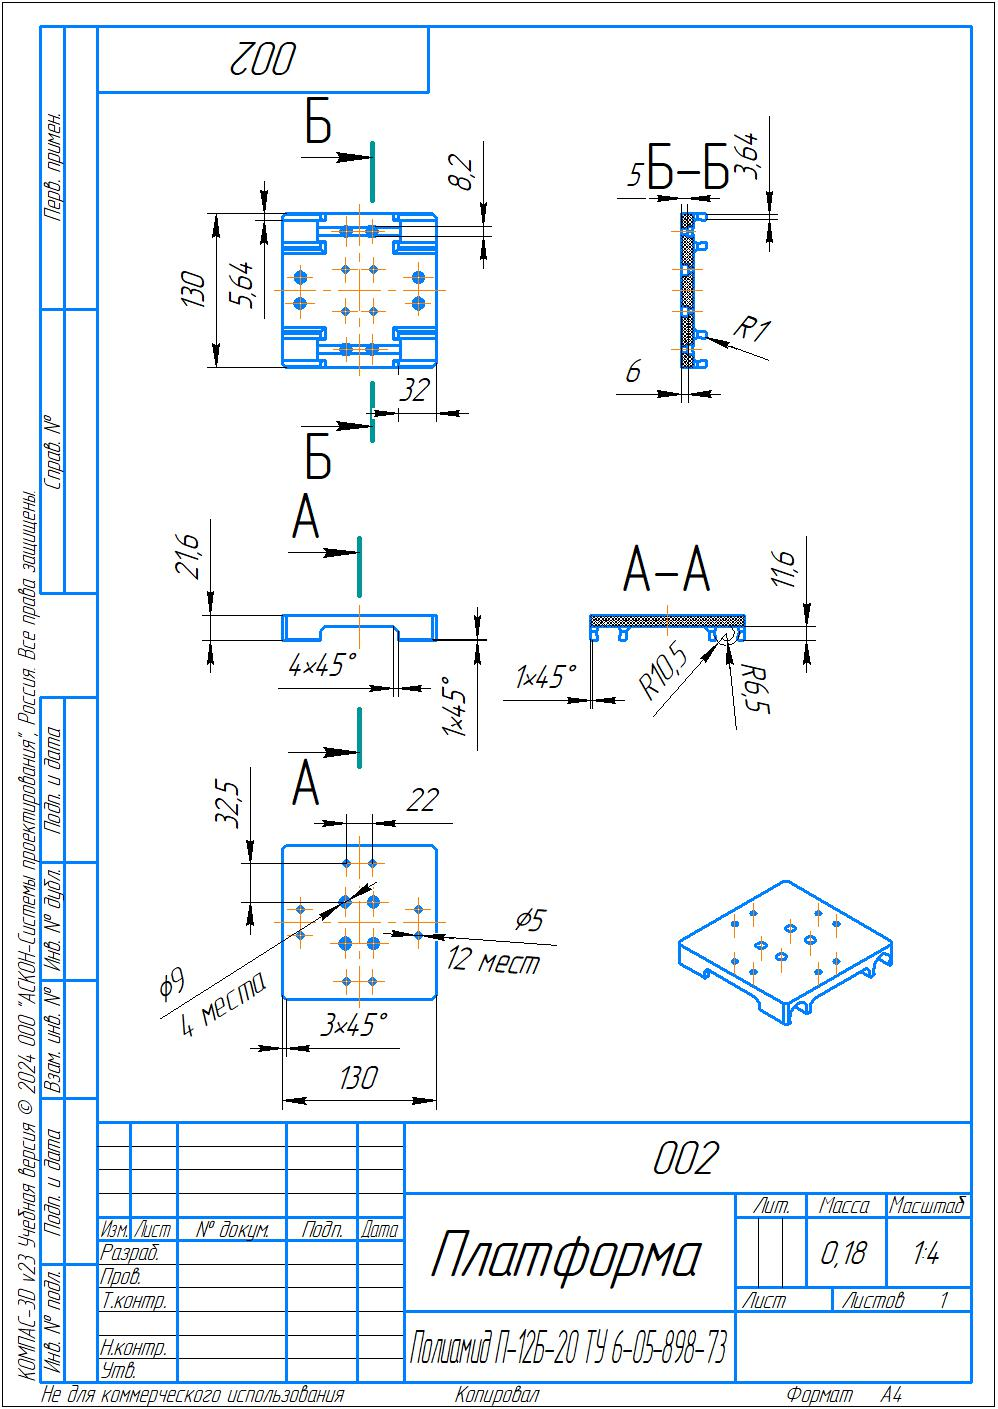 002
Перв. примен.
Справ. №
Подп. и дата
Инв. № дубл.
Взам. инв. №
Подп. и дата
Инв. № подл.
КОМПАС-3D v23 Учебная версия © 2024 ООО "АСКОН-Системы проектирования", Россия. Все права защищены.
Б
8,2
130
5,64
32
Б
Б-Б
5
3,64
R1
6
А
21,6
4×45°
1×45°
А
А-А
11,6
1×45°
R10,5
R6,5
32,5
22
⌀9
4 места
⌀5
12 мест
3×45°
130
002
Изм. Лист № докум. Подп. Дата
Разраб.
Пров.
Т.контр.
Н.контр.
Утв.
Платформа
Лит. Масса Масштаб
0,18 1:4
Лист Листов 1
Полиамид П-12Б-20 ТУ 6-05-898-73
Не для коммерческого использования Копировал Формат А4